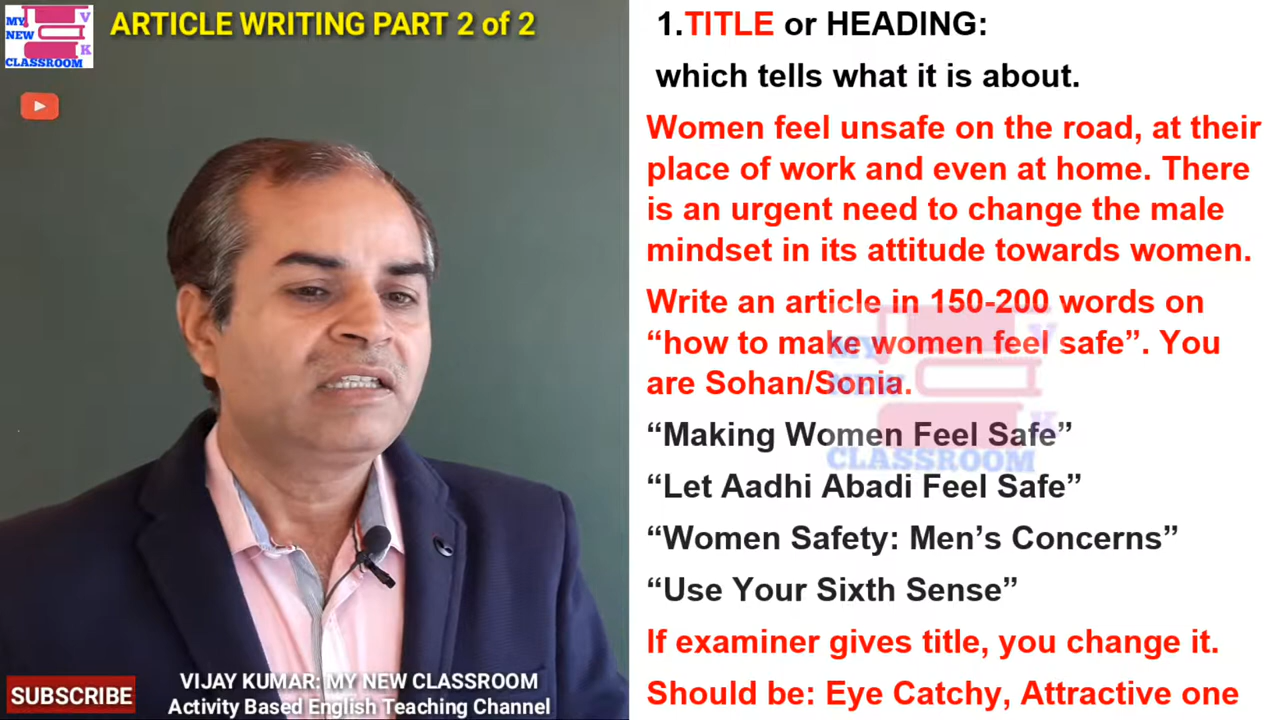 MY
NEW
CLASSROOM
V
K
ARTICLE WRITING PART 2 of 2
1.TITLE or HEADING:
which tells what it is about.
Women feel unsafe on the road, at their
place of work and even at home. There
is an urgent need to change the male
mindset in its attitude towards women.
Write an article in 150-200 words on
“how to make women feel safe”. You
are Sohan/Sonia.
“Making Women Feel Safe”
“Let Aadhi Abadi Feel Safe”
“Women Safety: Men’s Concerns”
“Use Your Sixth Sense”
If examiner gives title, you change it.
Should be: Eye Catchy, Attractive one
MY
NEW
CLASSROOM
V
K
SUBSCRIBE
VIJAY KUMAR: MY NEW CLASSROOM
Activity Based English Teaching Channel